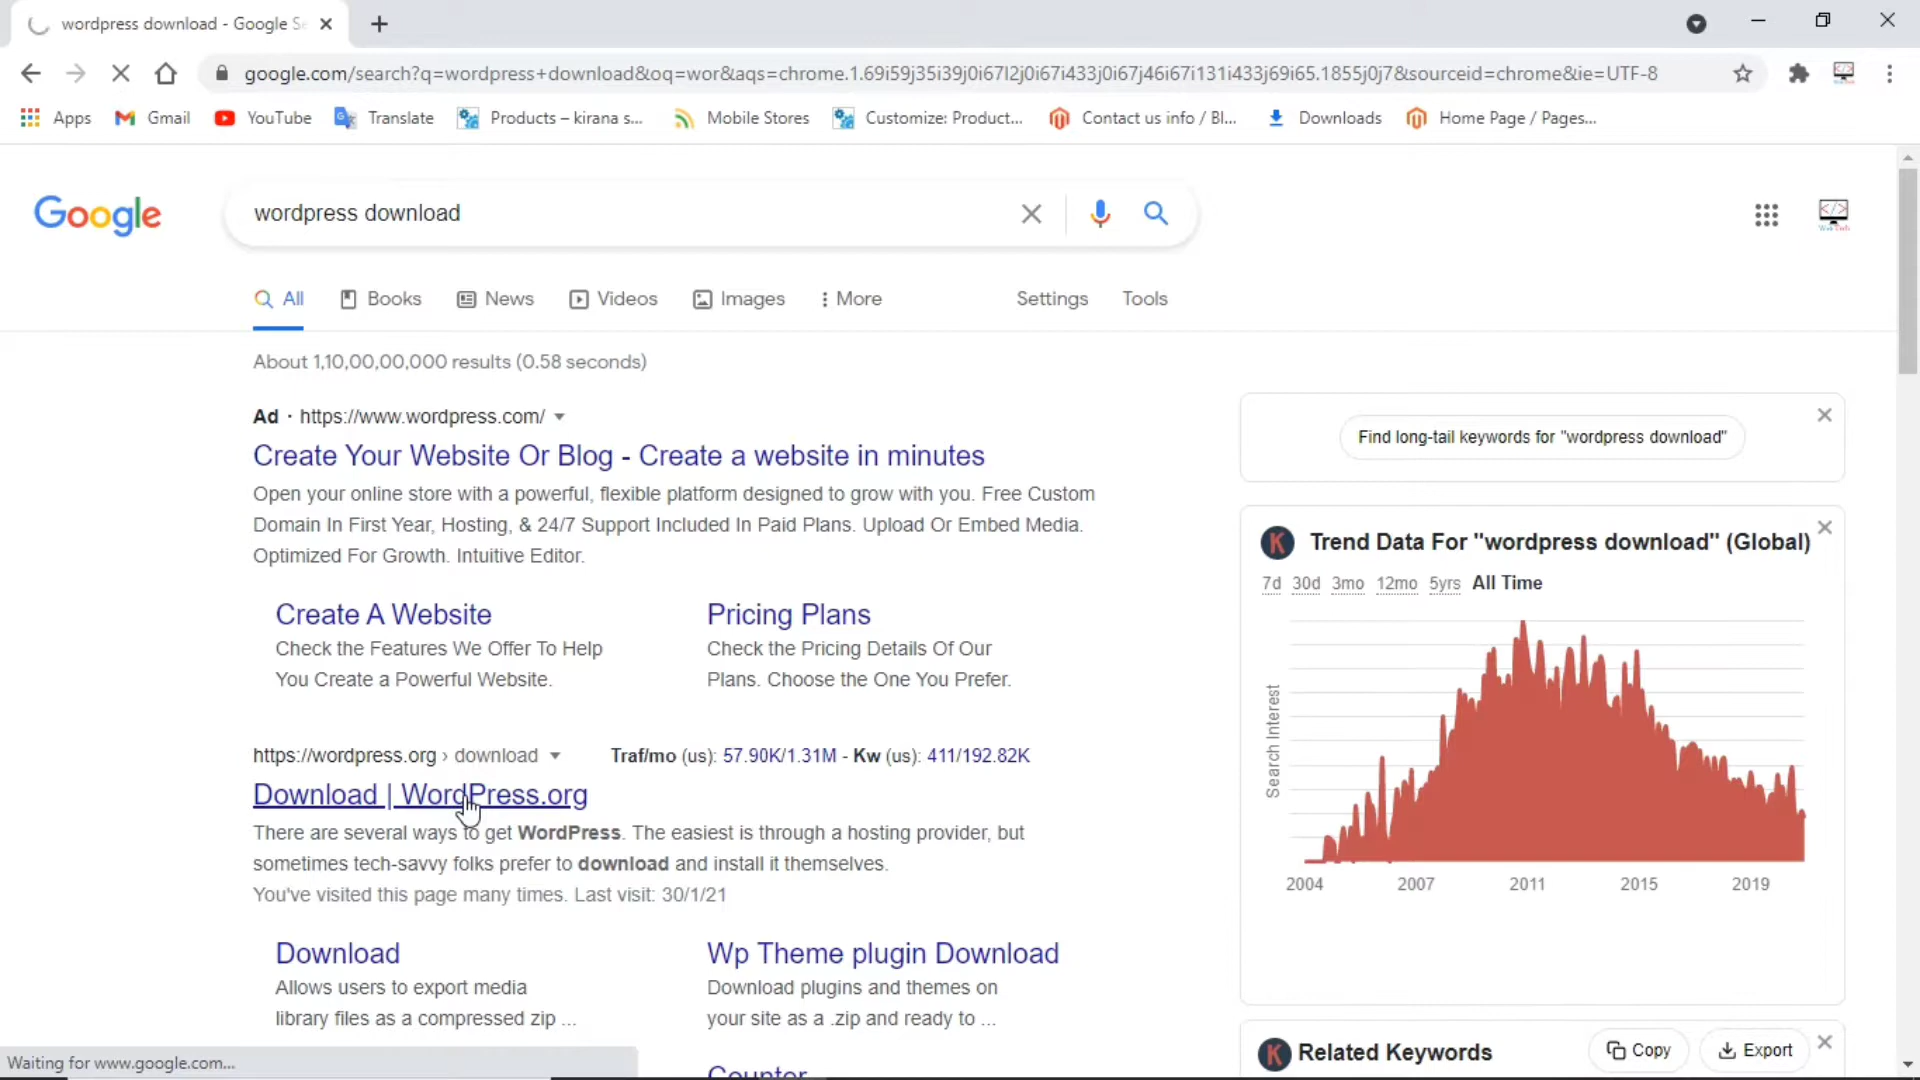 wordpress download - Google Se
google.com/search?q=wordpress+download&oq=wor&aqs=chrome.1.69i59j35i39j0i67l2j0i67i433j0i67j46i67i131i433j69i65.1855j0j7&sourceid=chrome&ie=UTF-8
Apps Gmail YouTube Translate Products – kirana s... Mobile Stores Customize: Product... Contact us info / Bl... Downloads Home Page / Pages...
Google
wordpress download
All Books News Videos Images More Settings Tools
About 1,10,00,00,000 results (0.58 seconds)
Ad · https://www.wordpress.com/
Create Your Website Or Blog - Create a website in minutes
Open your online store with a powerful, flexible platform designed to grow with you. Free Custom
Domain In First Year, Hosting, & 24/7 Support Included In Paid Plans. Upload Or Embed Media.
Optimized For Growth. Intuitive Editor.
Create A Website
Check the Features We Offer To Help
You Create a Powerful Website.
Pricing Plans
Check the Pricing Details Of Our
Plans. Choose the One You Prefer.
https://wordpress.org › download
Traf/mo (us): 57.90K/1.31M - Kw (us): 411/192.82K
Download | WordPress.org
There are several ways to get WordPress. The easiest is through a hosting provider, but
sometimes tech-savvy folks prefer to download and install it themselves.
You've visited this page many times. Last visit: 30/1/21
Download
Allows users to export media
library files as a compressed zip ...
Wp Theme plugin Download
Download plugins and themes on
your site as a .zip and ready to ...
Counter
Find long-tail keywords for "wordpress download"
K Trend Data For "wordpress download" (Global)
7d 30d 3mo 12mo 5yrs All Time
Search Interest
2004 2007 2011 2015 2019
K Related Keywords Copy Export
Waiting for www.google.com...